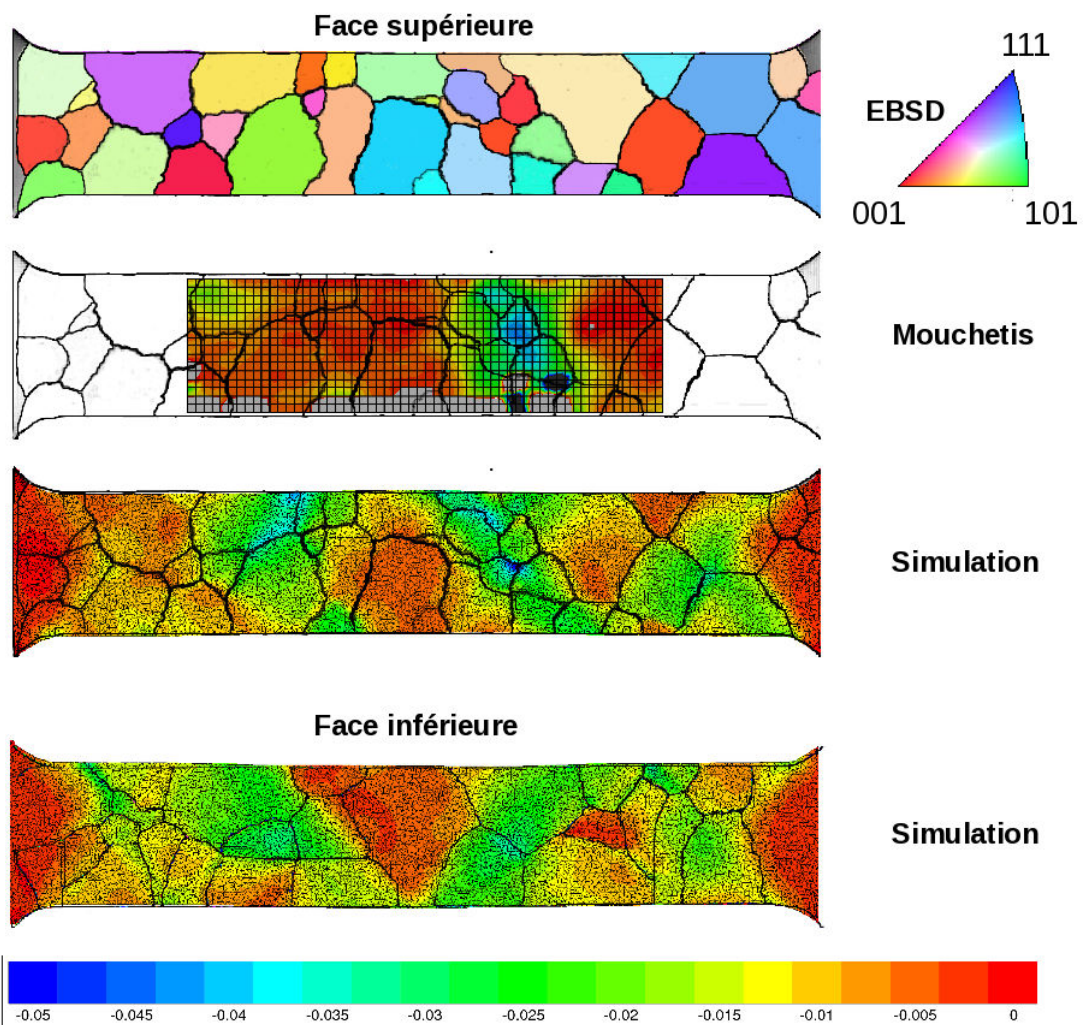 Face supérieure
111
EBSD
001
101
Mouchetis
Simulation
Face inférieure
Simulation
-0.05 -0.045 -0.04 -0.035 -0.03 -0.025 -0.02 -0.015 -0.01 -0.005 0